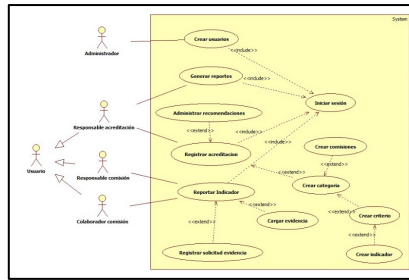 System
Crear usuarios
Administrador
<<include>>
Generar reportes
<<include>>
Iniciar sesión
Administrar recomendaciones
Responsable acreditación
<<extend>>
<<include>>
<<include>>
Crear comisiones
Registrar acreditacion
<<extend>>
Usuario
Responsable comisión
<<extend>>
Reportar Indicador
Crear categoria
Colaborador comisión
<<extend>>
<<extend>>
Crear criterio
Cargar evidencia
<<extend>>
<<extend>>
Registrar solicitud evidencia
Crear indicador